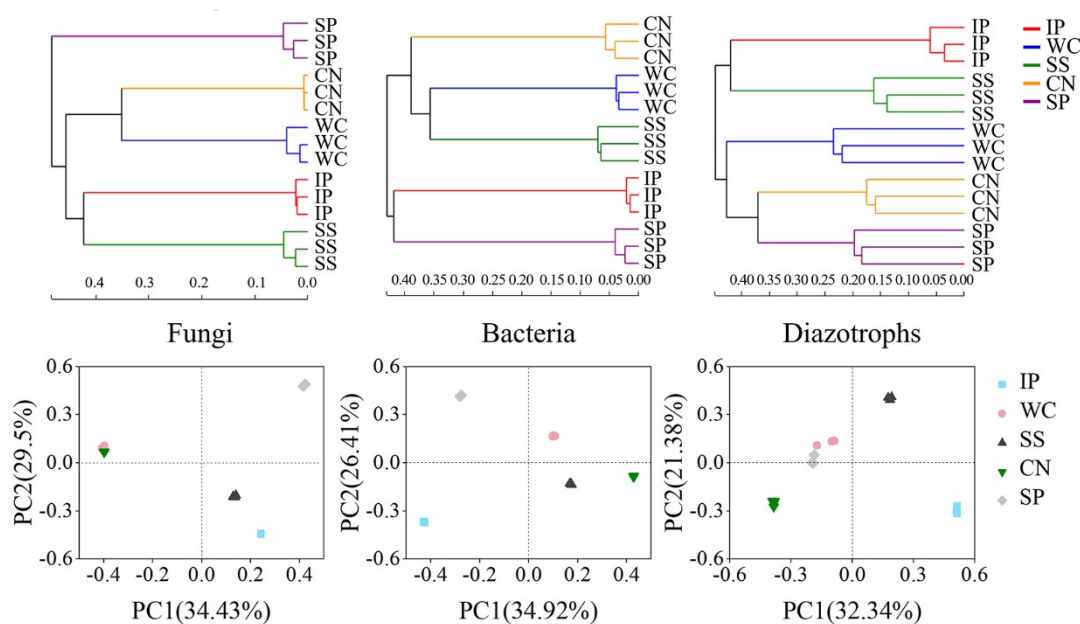 SP
SP
SP
CN
CN
CN
WC
WC
WC
IP
IP
IP
SS
SS
SS
0.4 0.3 0.2 0.1 0.0
CN
CN
CN
WC
WC
WC
SS
SS
SS
IP
IP
IP
SP
SP
SP
0.40 0.35 0.30 0.25 0.20 0.15 0.10 0.05 0.00
IP
IP
IP
SS
SS
SS
WC
WC
WC
CN
CN
CN
SP
SP
SP
0.40 0.35 0.30 0.25 0.20 0.15 0.10 0.05 0.00
IP
WC
SS
CN
SP
Fungi
Bacteria
Diazotrophs
PC2(29.5%)
0.6
0.3
0.0
-0.3
-0.6
-0.4 -0.2 0.0 0.2 0.4
PC1(34.43%)
PC2(26.41%)
0.6
0.3
0.0
-0.3
-0.6
-0.4 -0.2 0.0 0.2 0.4
PC1(34.92%)
PC2(21.38%)
0.6
0.3
0.0
-0.3
-0.6
-0.6 -0.3 0.0 0.3 0.6
PC1(32.34%)
IP
WC
SS
CN
SP